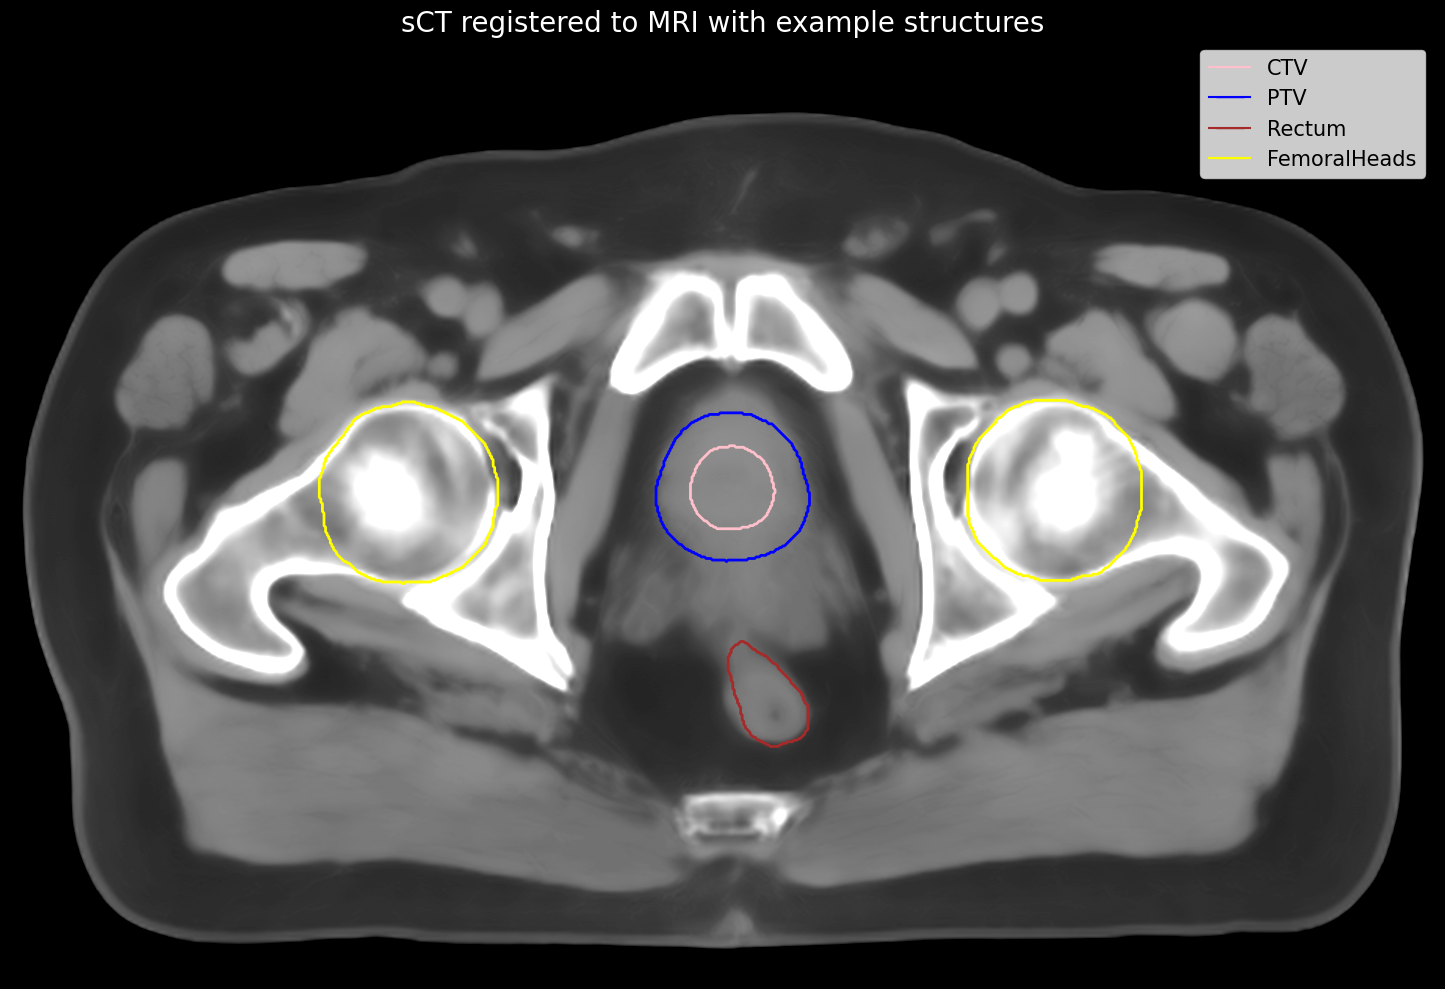 sCT registered to MRI with example structures
CTV
PTV
Rectum
FemoralHeads